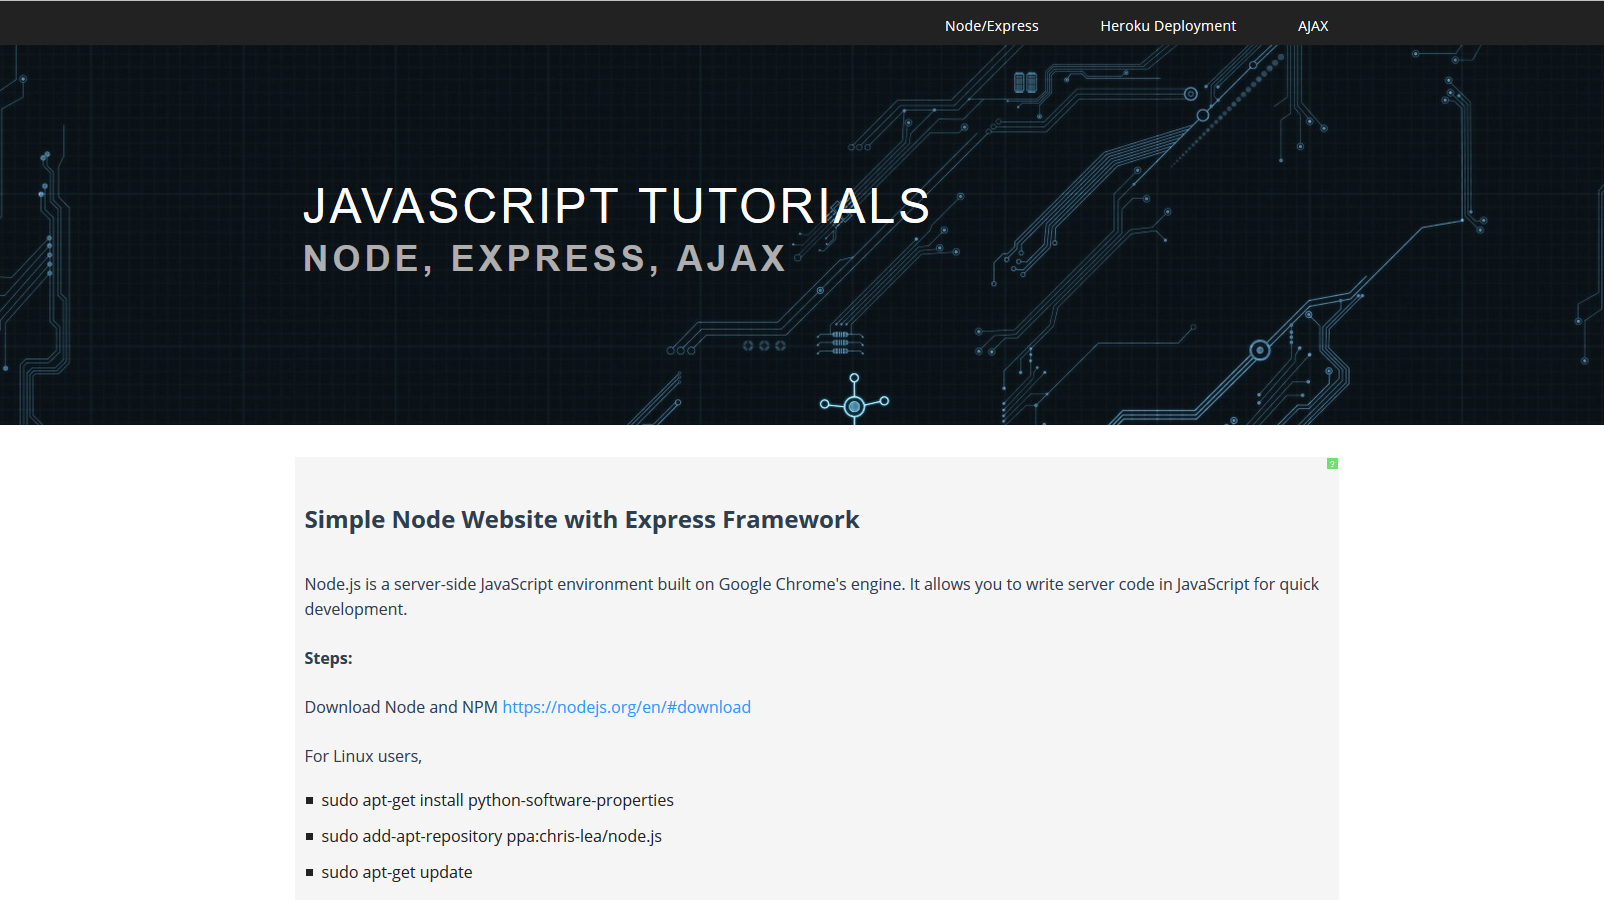 Node/Express Heroku Deployment AJAX
JAVASCRIPT TUTORIALS
NODE, EXPRESS, AJAX
?
Simple Node Website with Express Framework
Node.js is a server-side JavaScript environment built on Google Chrome's engine. It allows you to write server code in JavaScript for quick
development.
Steps:
Download Node and NPM https://nodejs.org/en/#download
For Linux users,
sudo apt-get install python-software-properties
sudo add-apt-repository ppa:chris-lea/node.js
sudo apt-get update